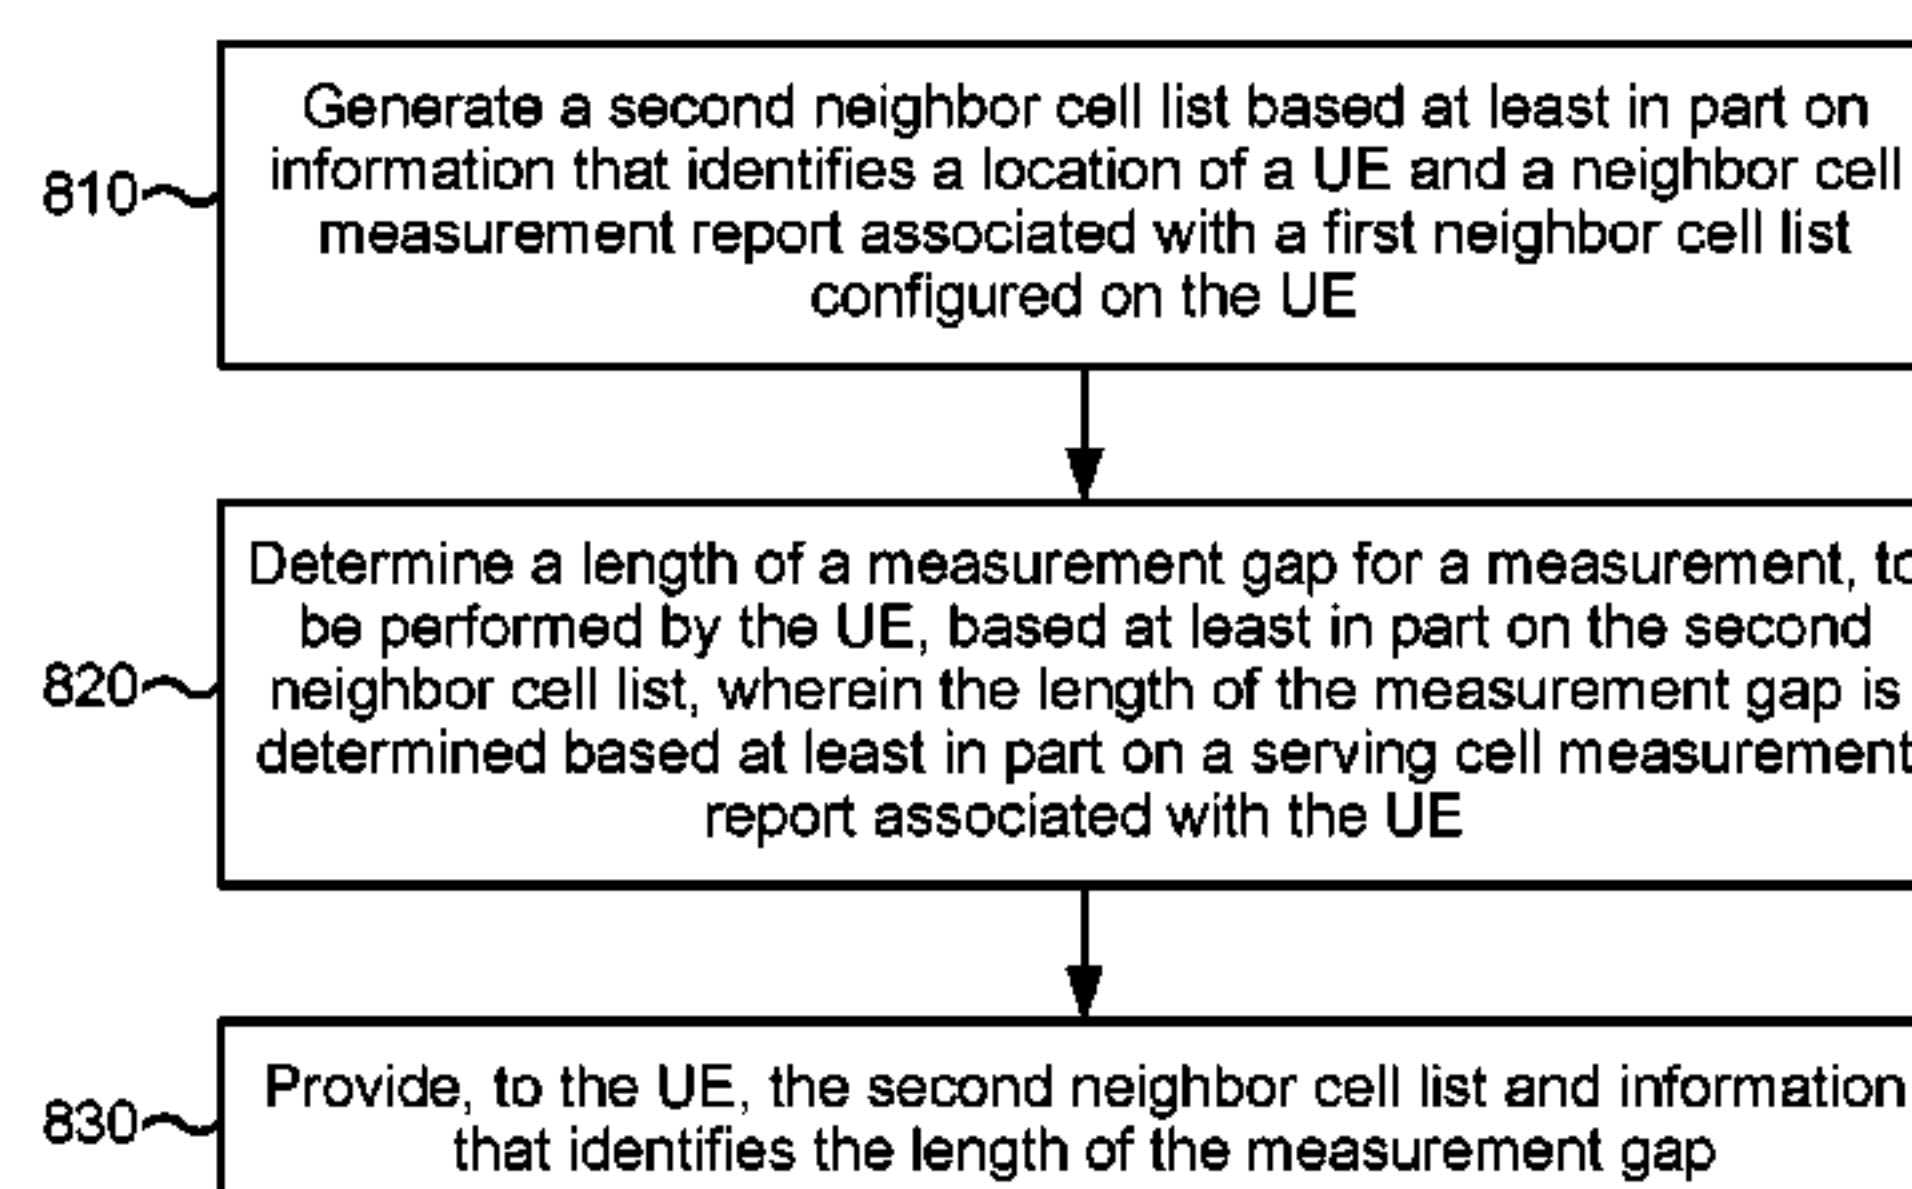 Generate a second neighbor cell list based at least in part on
information that identifies a location of a UE and a neighbor cell
810
measurement report associated with a first neighbor cell list
configured on the UE
Determine a length of a measurement gap for a measurement, to
be performed by the UE, based at least in part on the second
820
neighbor cell list, wherein the length of the measurement gap is
determined based at least in part on a serving cell measurement
report associated with the UE
Provide, to the UE, the second neighbor cell list and information
830
that identifies the length of the measurement gap